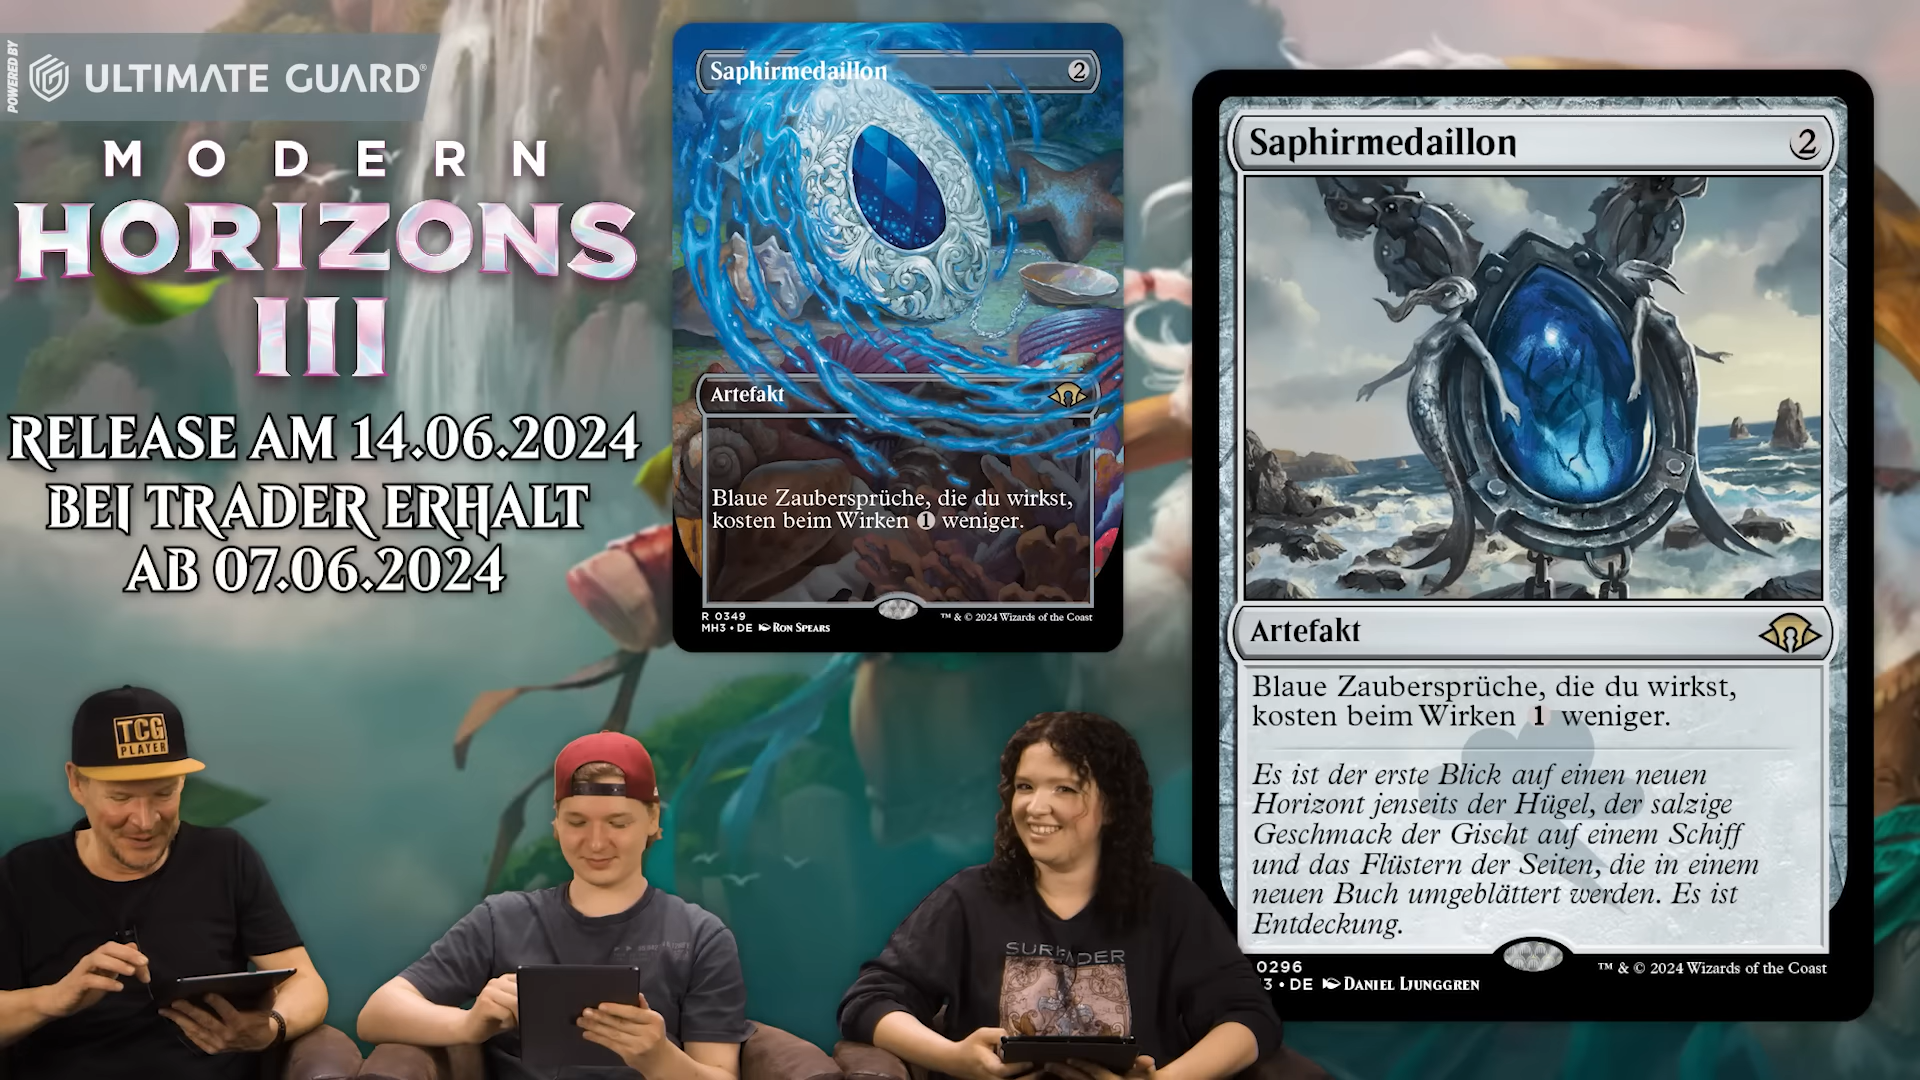 POWERED BY
ULTIMATE GUARD®
MODERN
HORIZONS
III
RELEASE AM 14.06.2024
BEI TRADER ERHALT
AB 07.06.2024
Saphirmedaillon 2
Artefakt
Blaue Zaubersprüche, die du wirkst,
kosten beim Wirken 1 weniger.
R 0349
MH3 • DE RON SPEARS
™ & © 2024 Wizards of the Coast
Saphirmedaillon 2
Artefakt
Blaue Zaubersprüche, die du wirkst,
kosten beim Wirken 1 weniger.
Es ist der erste Blick auf einen neuen
Horizont jenseits der Hügel, der salzige
Geschmack der Gischt auf einem Schiff
und das Flüstern der Seiten, die in einem
neuen Buch umgeblättert werden. Es ist
Entdeckung.
0296
3 • DE DANIEL LJUNGGREN
™ & © 2024 Wizards of the Coast
TCG
PLAYER